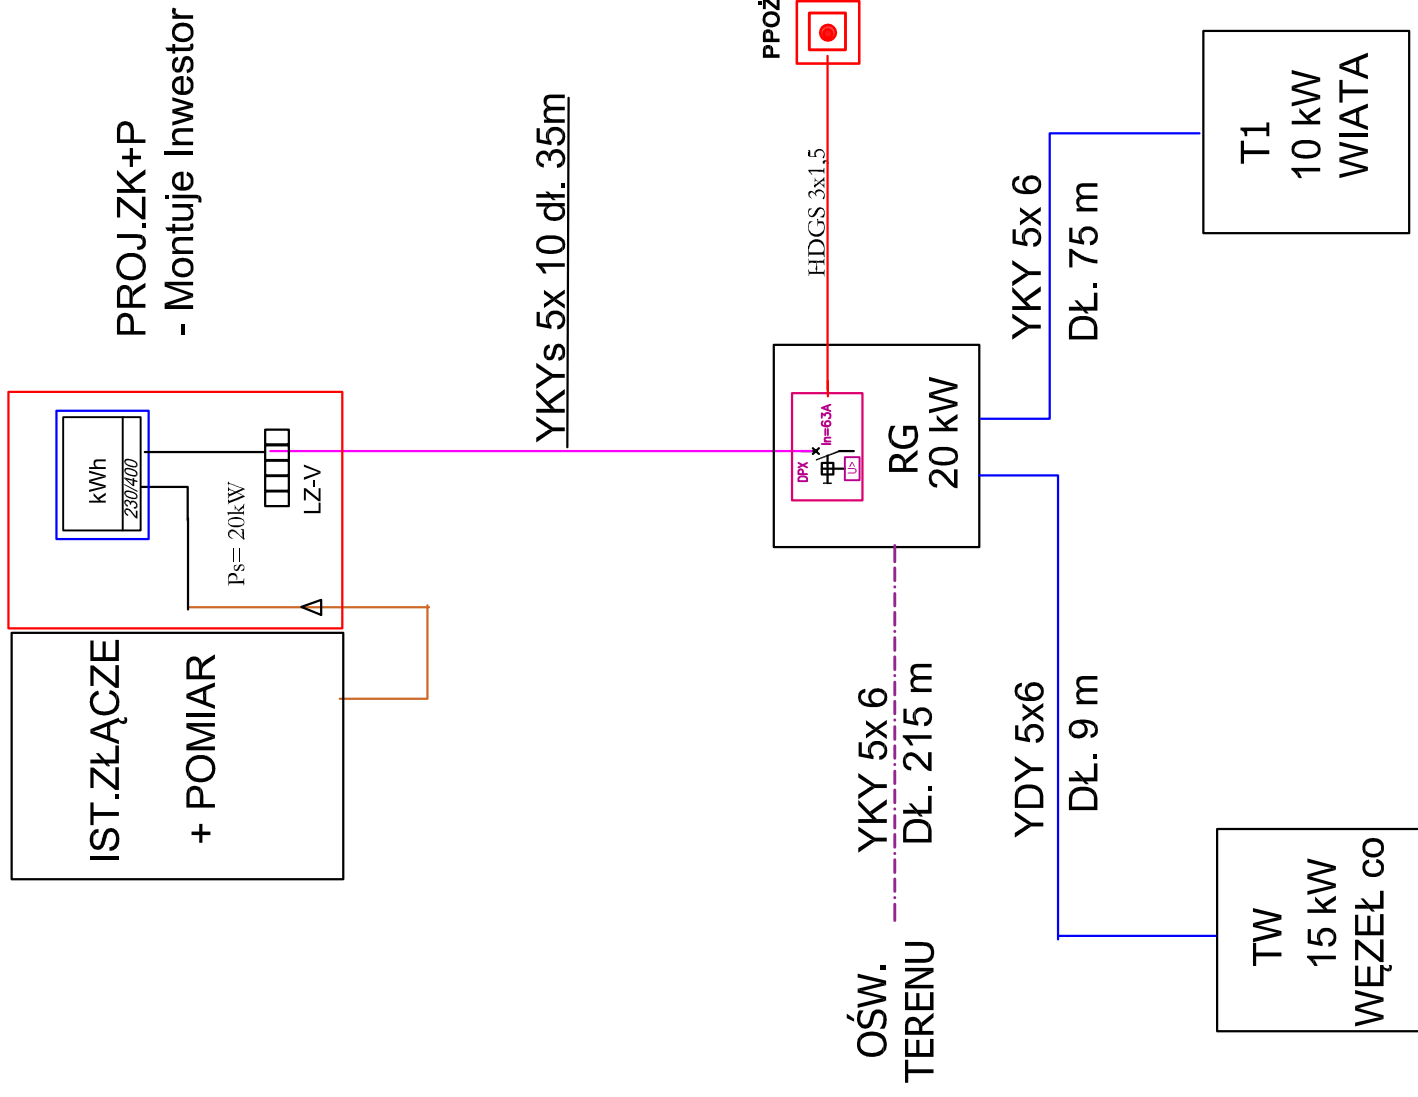 PROJ.ZK+P
- Montuje Inwestor
kWh
230/400
Ps= 20kW
LZ-V
IST.ZŁĄCZE
+ POMIAR
YKYs 5x 10 dł. 35m
PPOŻ
HDGS 3x1,5
DPX
In=63A
U>
RG
20 kW
YKY 5x 6
DŁ. 75 m
T1
10 kW
WIATA
YKY 5x 6
DŁ. 215 m
OŚW.
TERENU
YDY 5x6
DŁ. 9 m
TW
15 kW
WĘZEŁ co